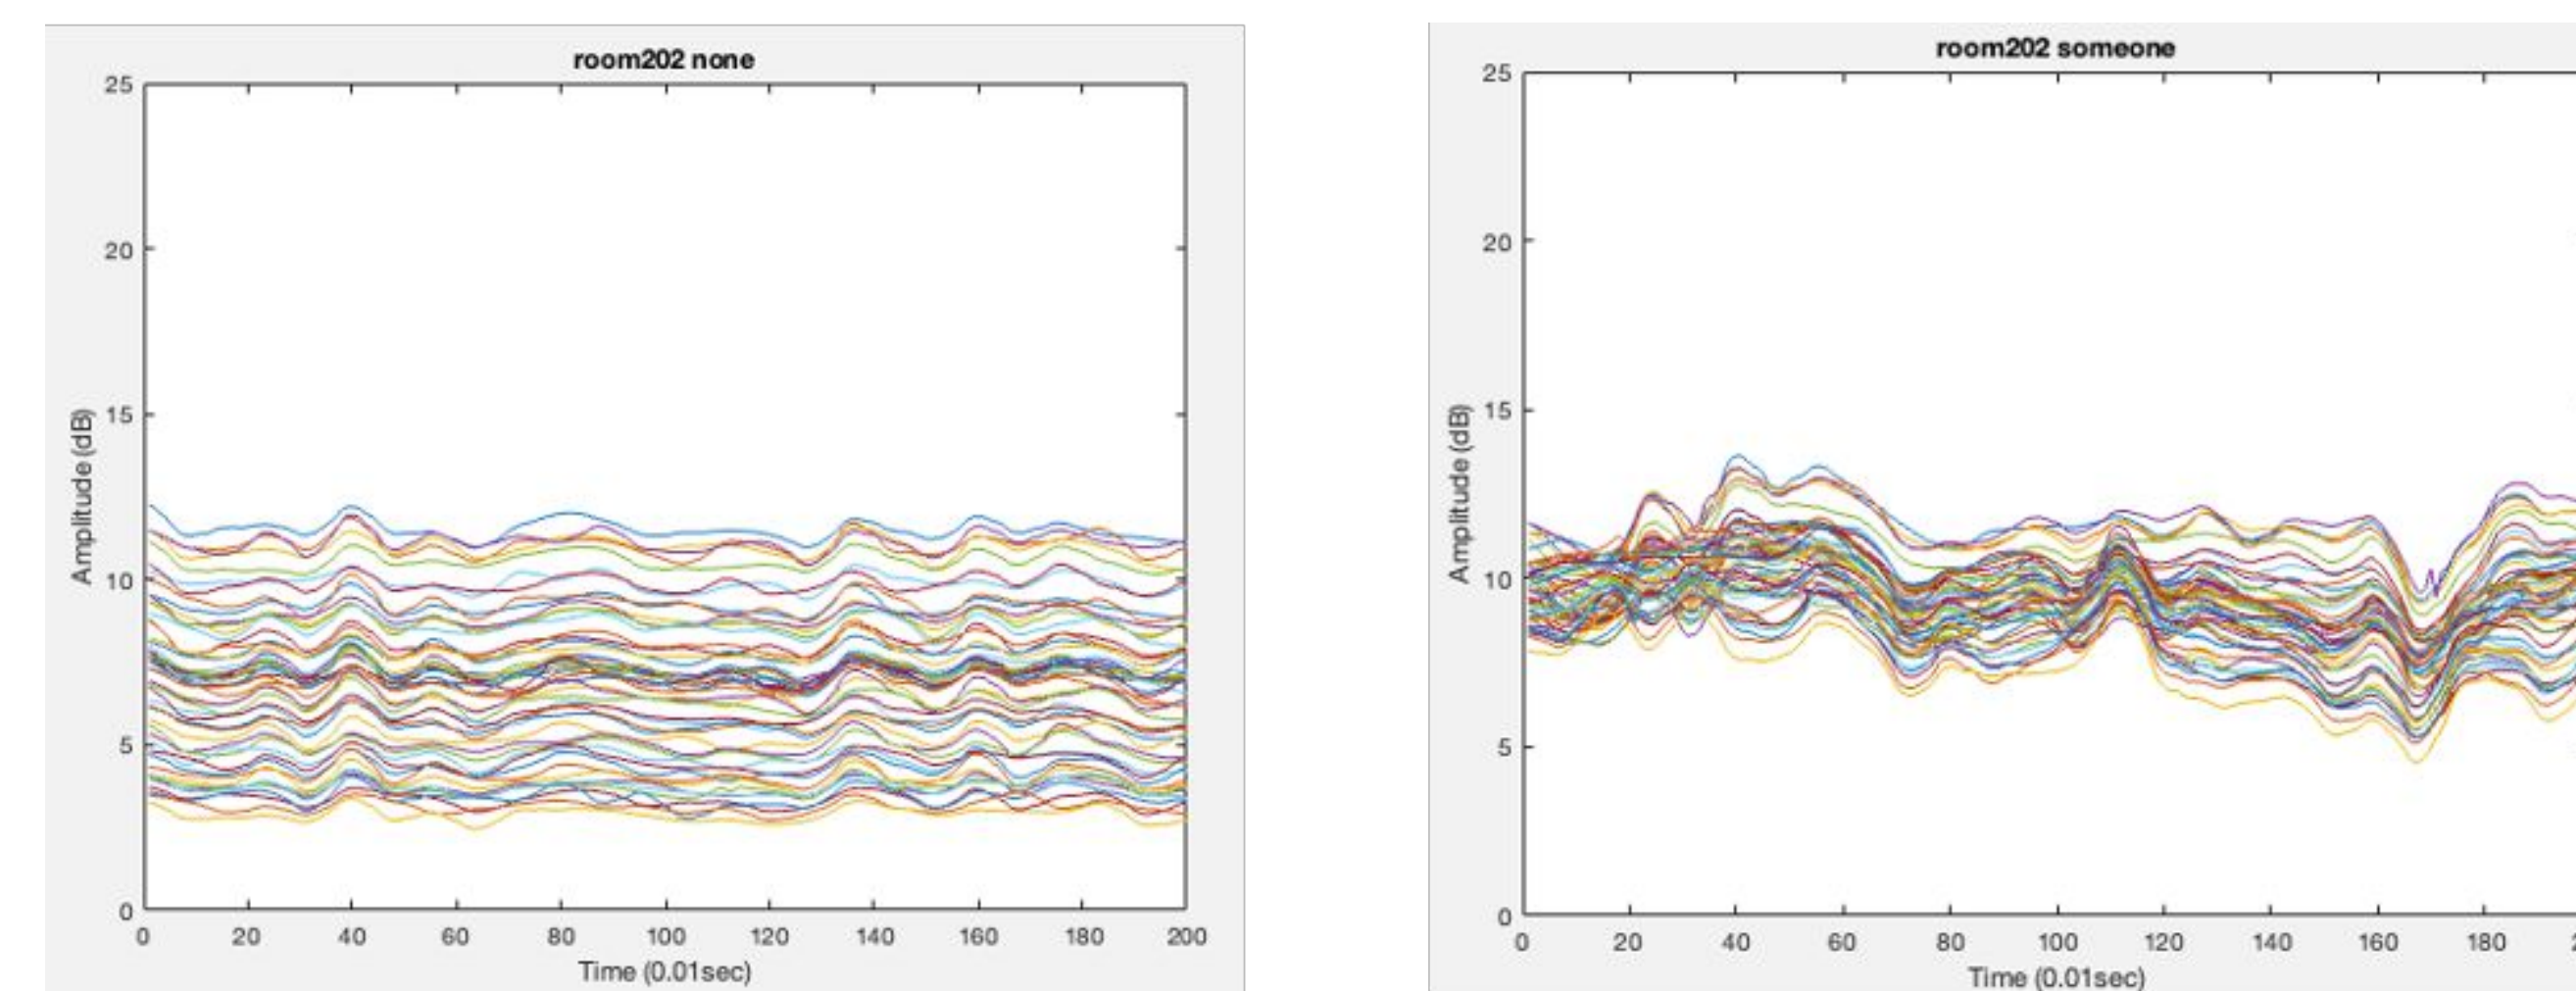 room202 none
25
20
15
10
5
0
Amplitude (dB)
0 20 40 60 80 100 120 140 160 180 200
Time (0.01sec)
room202 someone
25
20
15
10
5
0
Amplitude (dB)
0 20 40 60 80 100 120 140 160 180
Time (0.01sec)